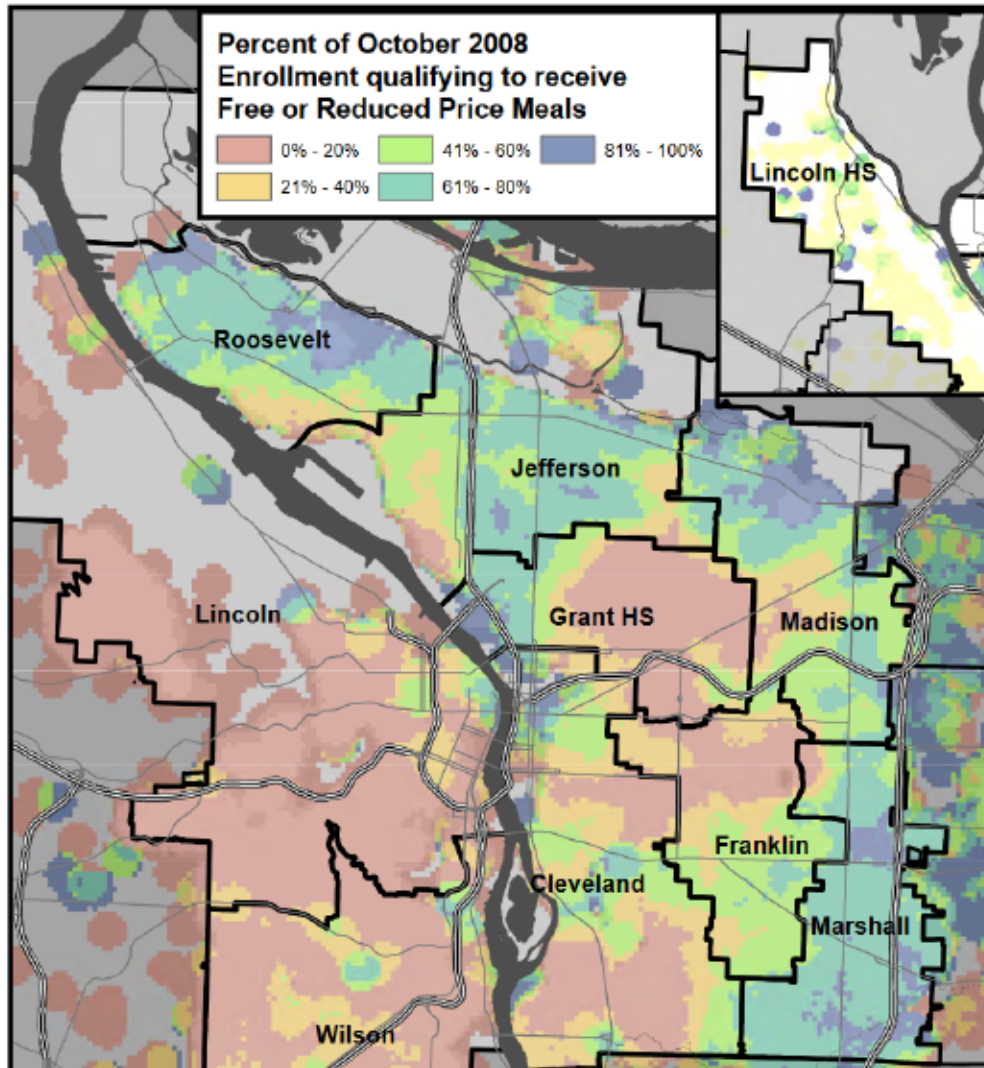 Percent of October 2008
Enrollment qualifying to receive
Free or Reduced Price Meals
0% - 20%
41% - 60%
81% - 100%
21% - 40%
61% - 80%
Lincoln HS
Roosevelt
Jefferson
Lincoln
Grant HS
Madison
Franklin
Cleveland
Marshall
Wilson